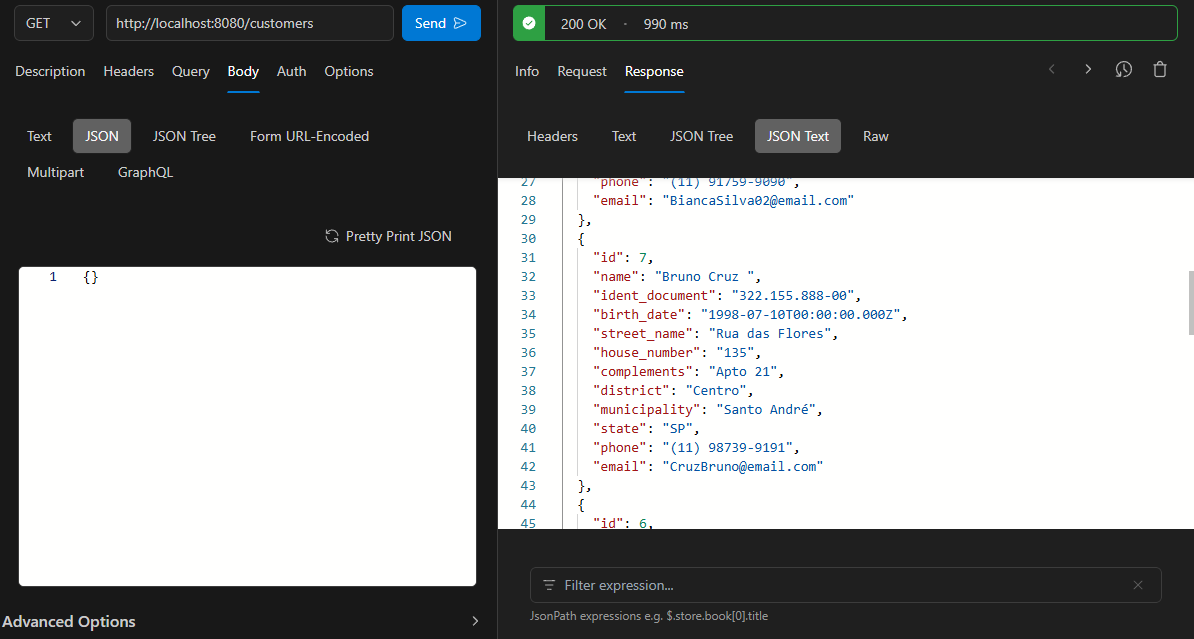 GET
http://localhost:8080/customers
Send
Description Headers Query Body Auth Options
Text JSON JSON Tree Form URL-Encoded
Multipart GraphQL
Pretty Print JSON
1 {}
Advanced Options
200 OK · 990 ms
Info Request Response
Headers Text JSON Tree JSON Text Raw
27 "phone": "(11) 91759-9090",
28 "email": "BiancaSilva02@email.com"
29 },
30 {
31 "id": 7,
32 "name": "Bruno Cruz ",
33 "ident_document": "322.155.888-00",
34 "birth_date": "1998-07-10T00:00:00.000Z",
35 "street_name": "Rua das Flores",
36 "house_number": "135",
37 "complements": "Apto 21",
38 "district": "Centro",
39 "municipality": "Santo André",
40 "state": "SP",
41 "phone": "(11) 98739-9191",
42 "email": "CruzBruno@email.com"
43 },
44 {
45 "id": 6,
Filter expression...
JsonPath expressions e.g. $.store.book[0].title